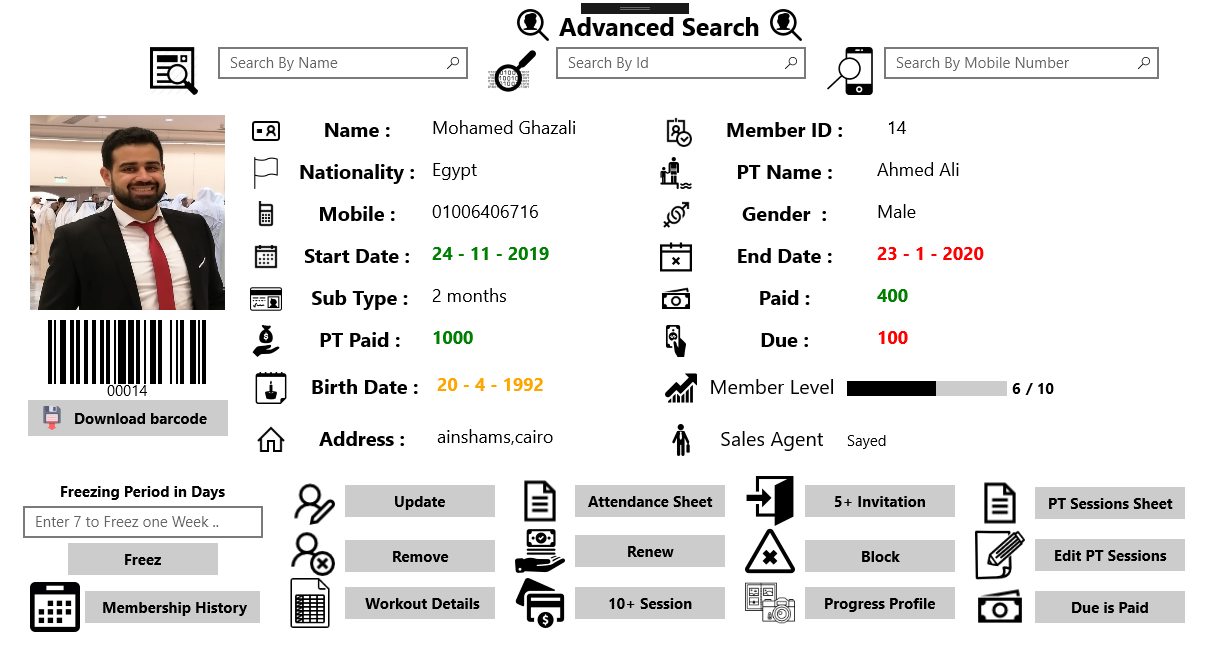 Advanced Search
Search By Name
Search By Id
Search By Mobile Number
Name : Mohamed Ghazali
Member ID : 14
Nationality : Egypt
PT Name : Ahmed Ali
Mobile : 01006406716
Gender : Male
Start Date : 24 - 11 - 2019
End Date : 23 - 1 - 2020
Sub Type : 2 months
Paid : 400
PT Paid : 1000
Due : 100
00014
Download barcode
Birth Date : 20 - 4 - 1992
Member Level 6 / 10
Address : ainshams,cairo
Sales Agent Sayed
Freezing Period in Days
Enter 7 to Freez one Week ..
Freez
Membership History
Update
Attendance Sheet
5+ Invitation
PT Sessions Sheet
Remove
Renew
Block
Edit PT Sessions
Workout Details
10+ Session
Progress Profile
Due is Paid